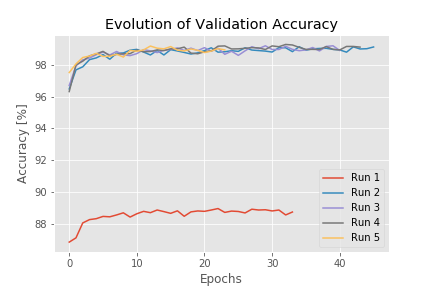 Evolution of Validation Accuracy
Accuracy [%]
98
96
94
92
90
88
0
10
20
30
40
Epochs
Run 1
Run 2
Run 3
Run 4
Run 5